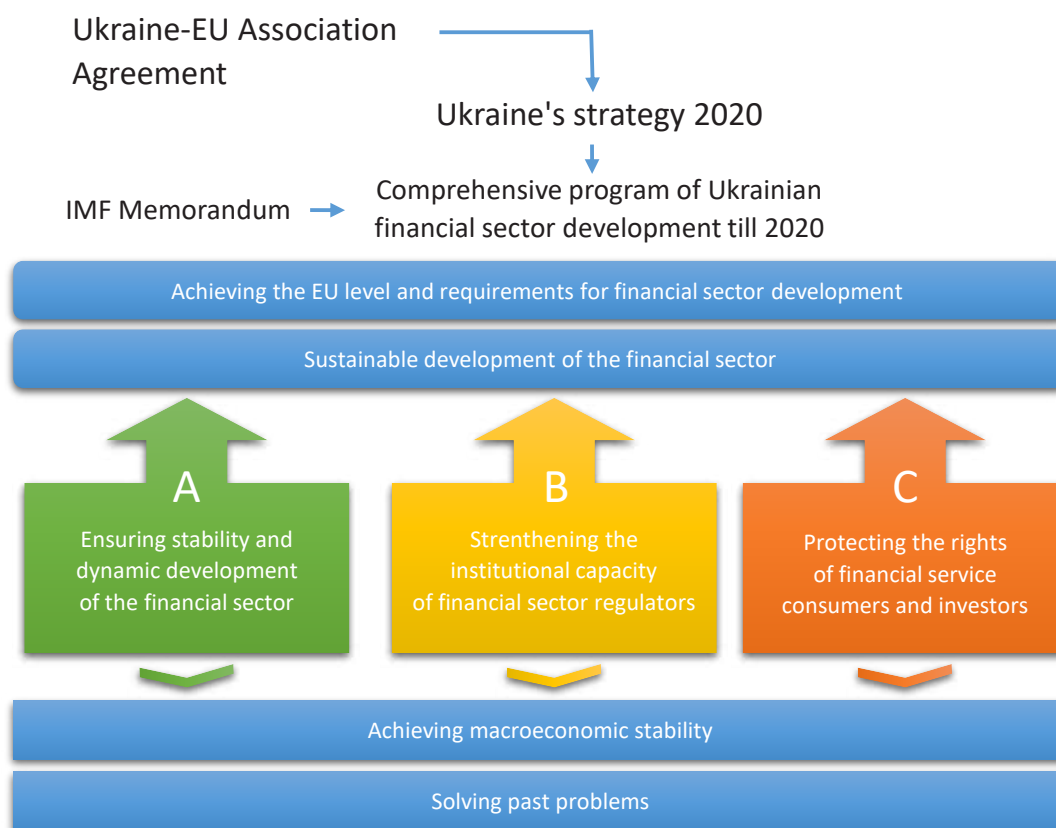 Ukraine-EU Association
Agreement
Ukraine's strategy 2020
IMF Memorandum
Comprehensive program of Ukrainian
financial sector development till 2020
Achieving the EU level and requirements for financial sector development
Sustainable development of the financial sector
A
Ensuring stability and
dynamic development
of the financial sector
B
Strenthening the
institutional capacity
of financial sector regulators
C
Protecting the rights
of financial service
consumers and investors
Achieving macroeconomic stability
Solving past problems